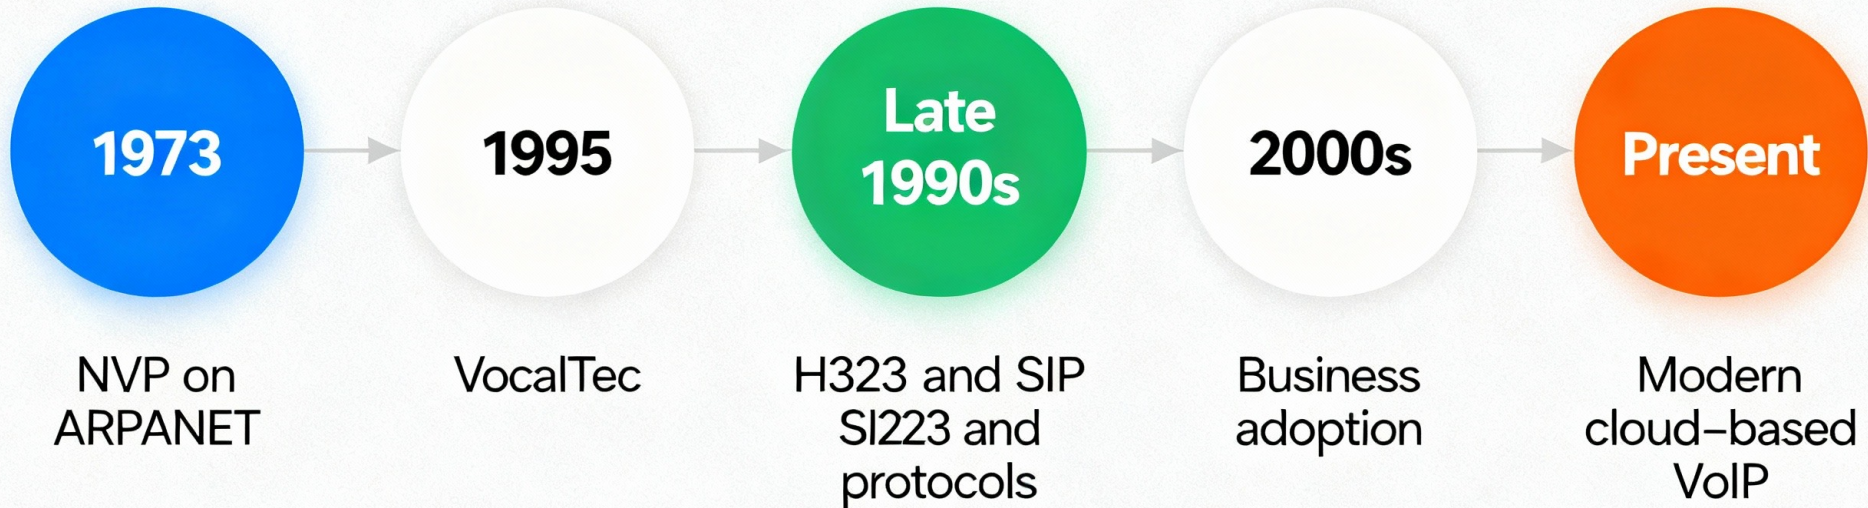 1973
NVP on
ARPANET
1995
VocalTec
Late
1990s
H323 and SIP
SI223 and
protocols
2000s
Business
adoption
Present
Modern
cloud–based
VoIP